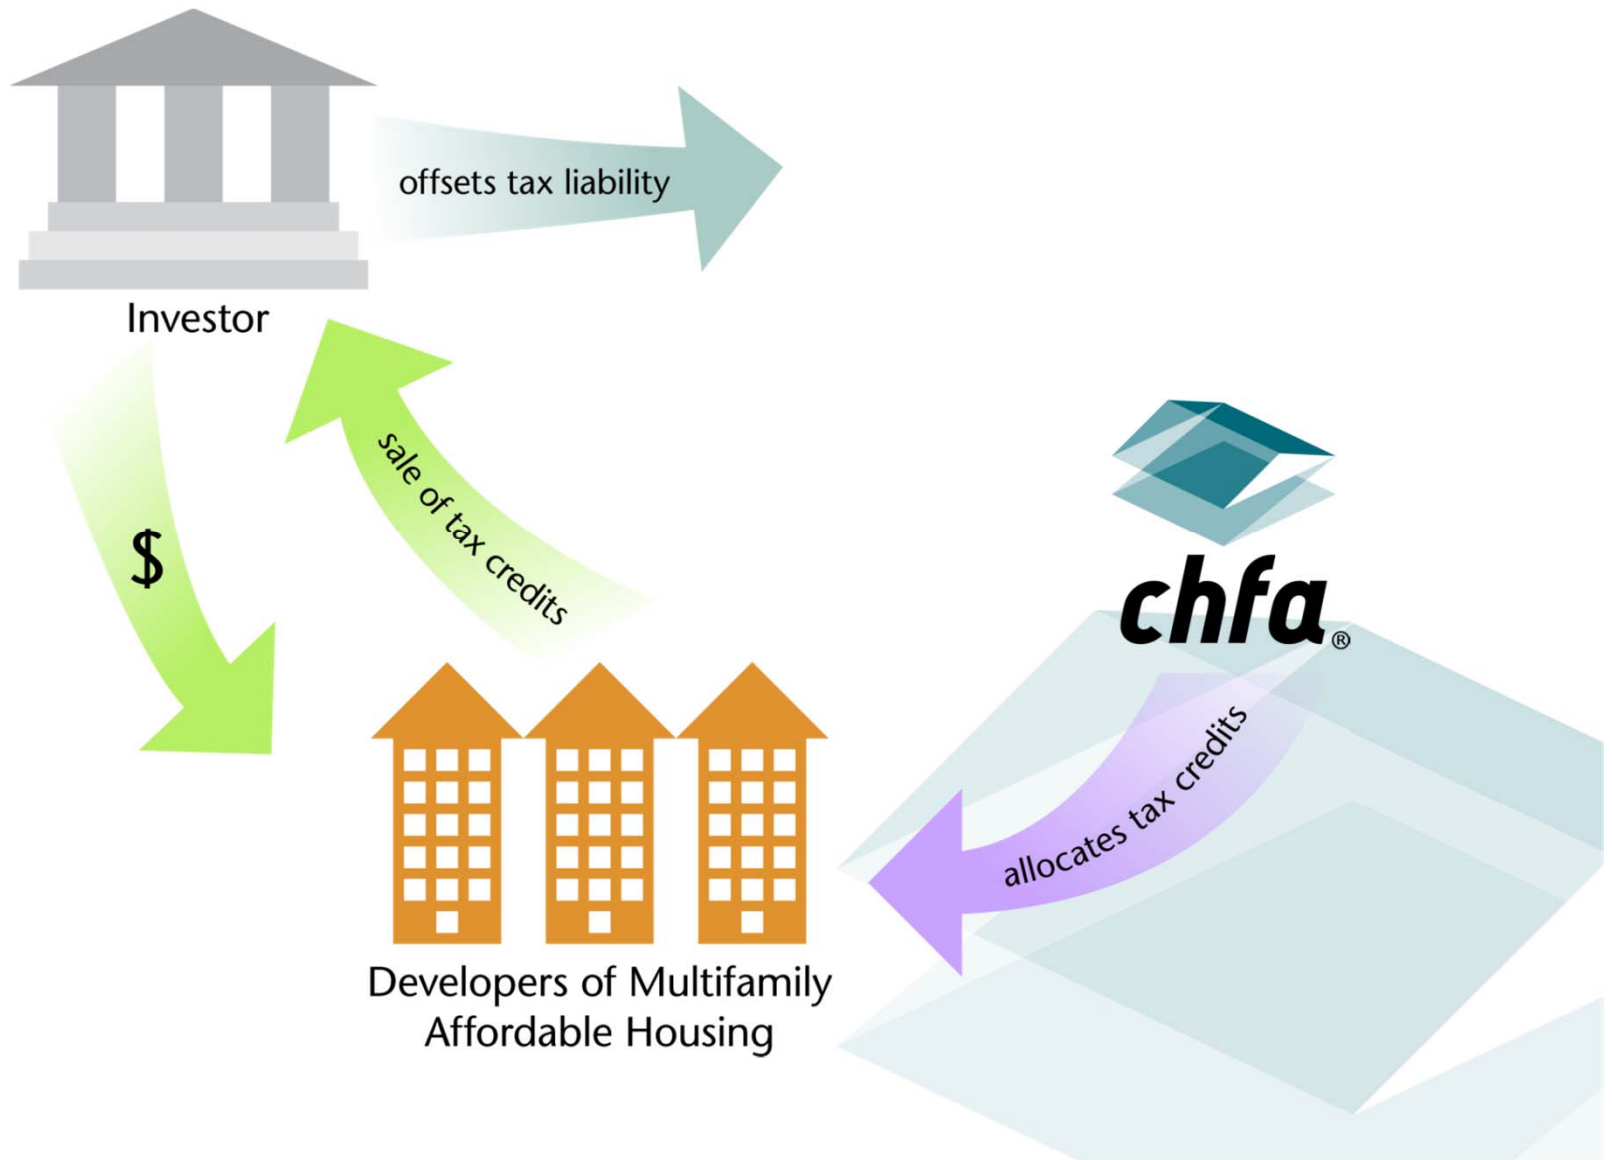 offsets tax liability
Investor
sale of tax credits
$
chfa®
allocates tax credits
Developers of Multifamily
Affordable Housing